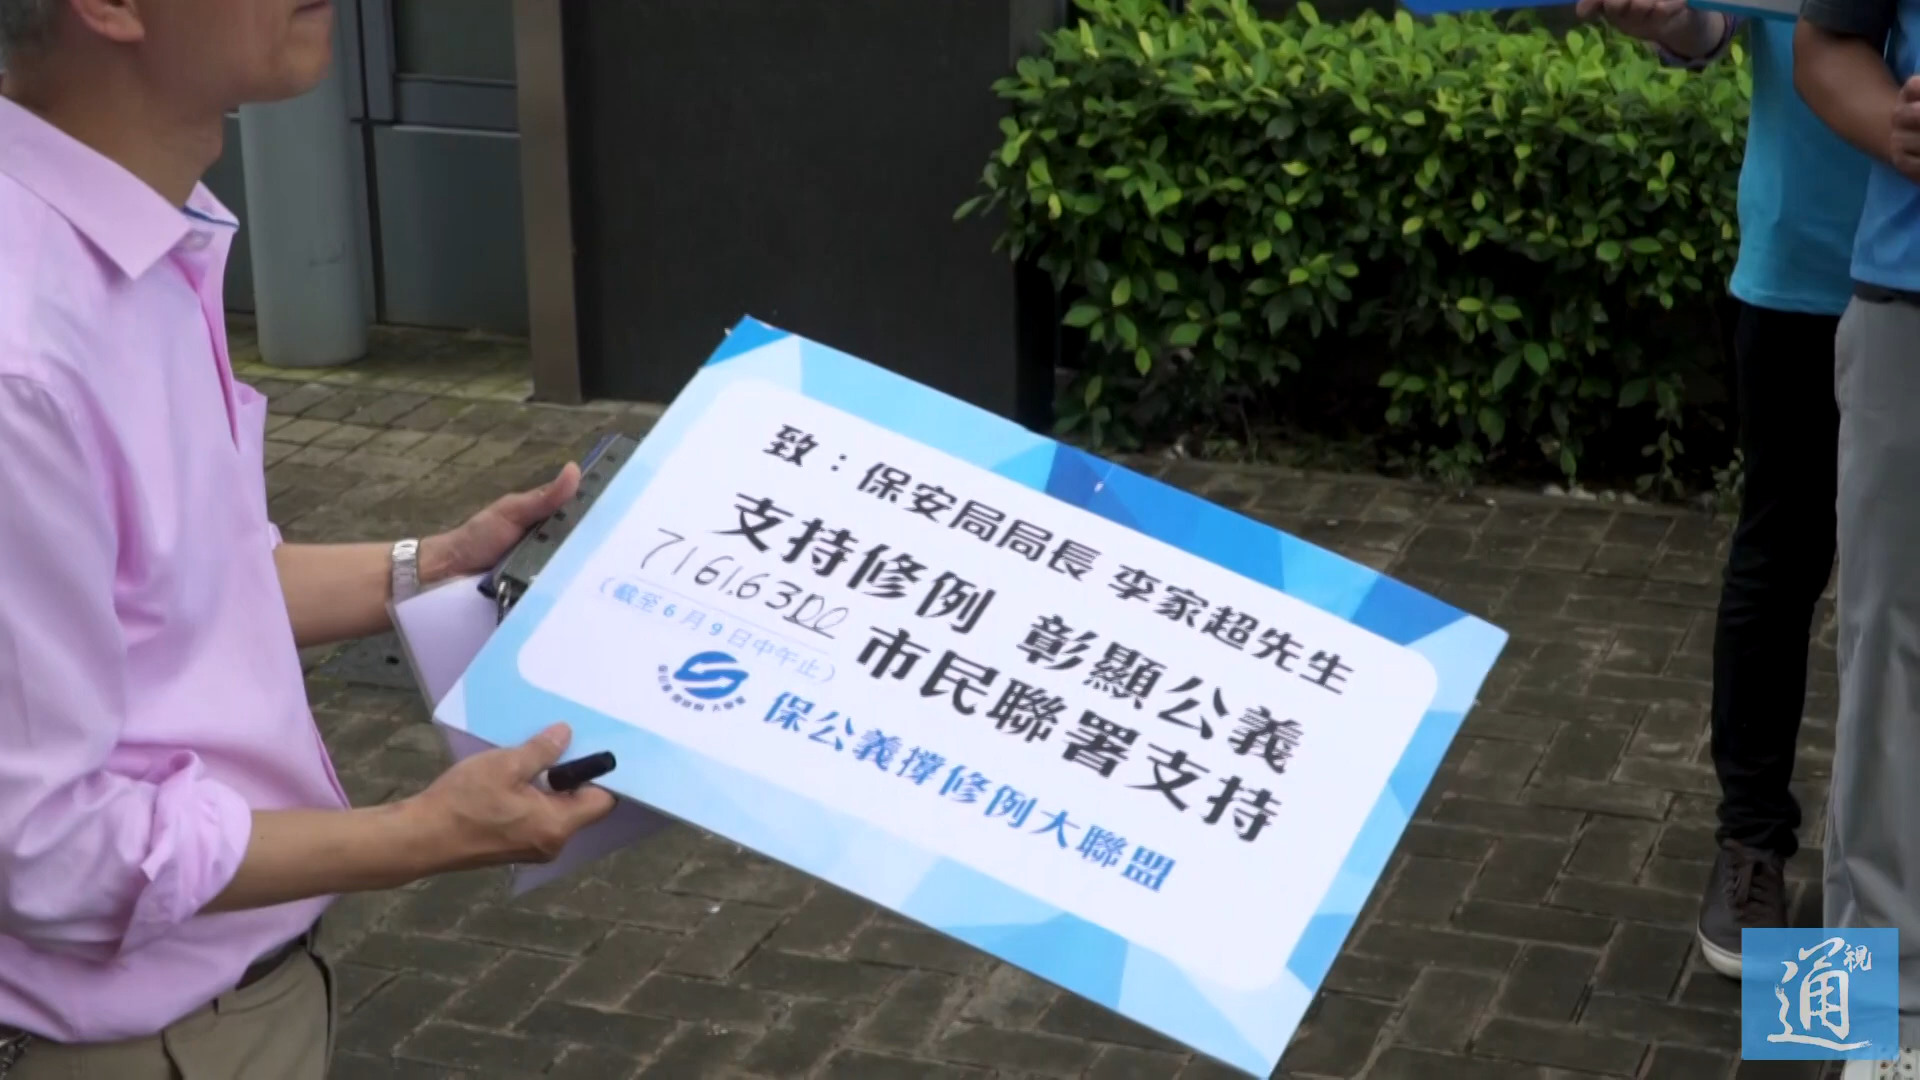 致：保安局局長 李家超先生
支持修例 彰顯公義
716,630 市民聯署支持
(截至6月9日中午止)
保公義撐修例大聯盟
通視